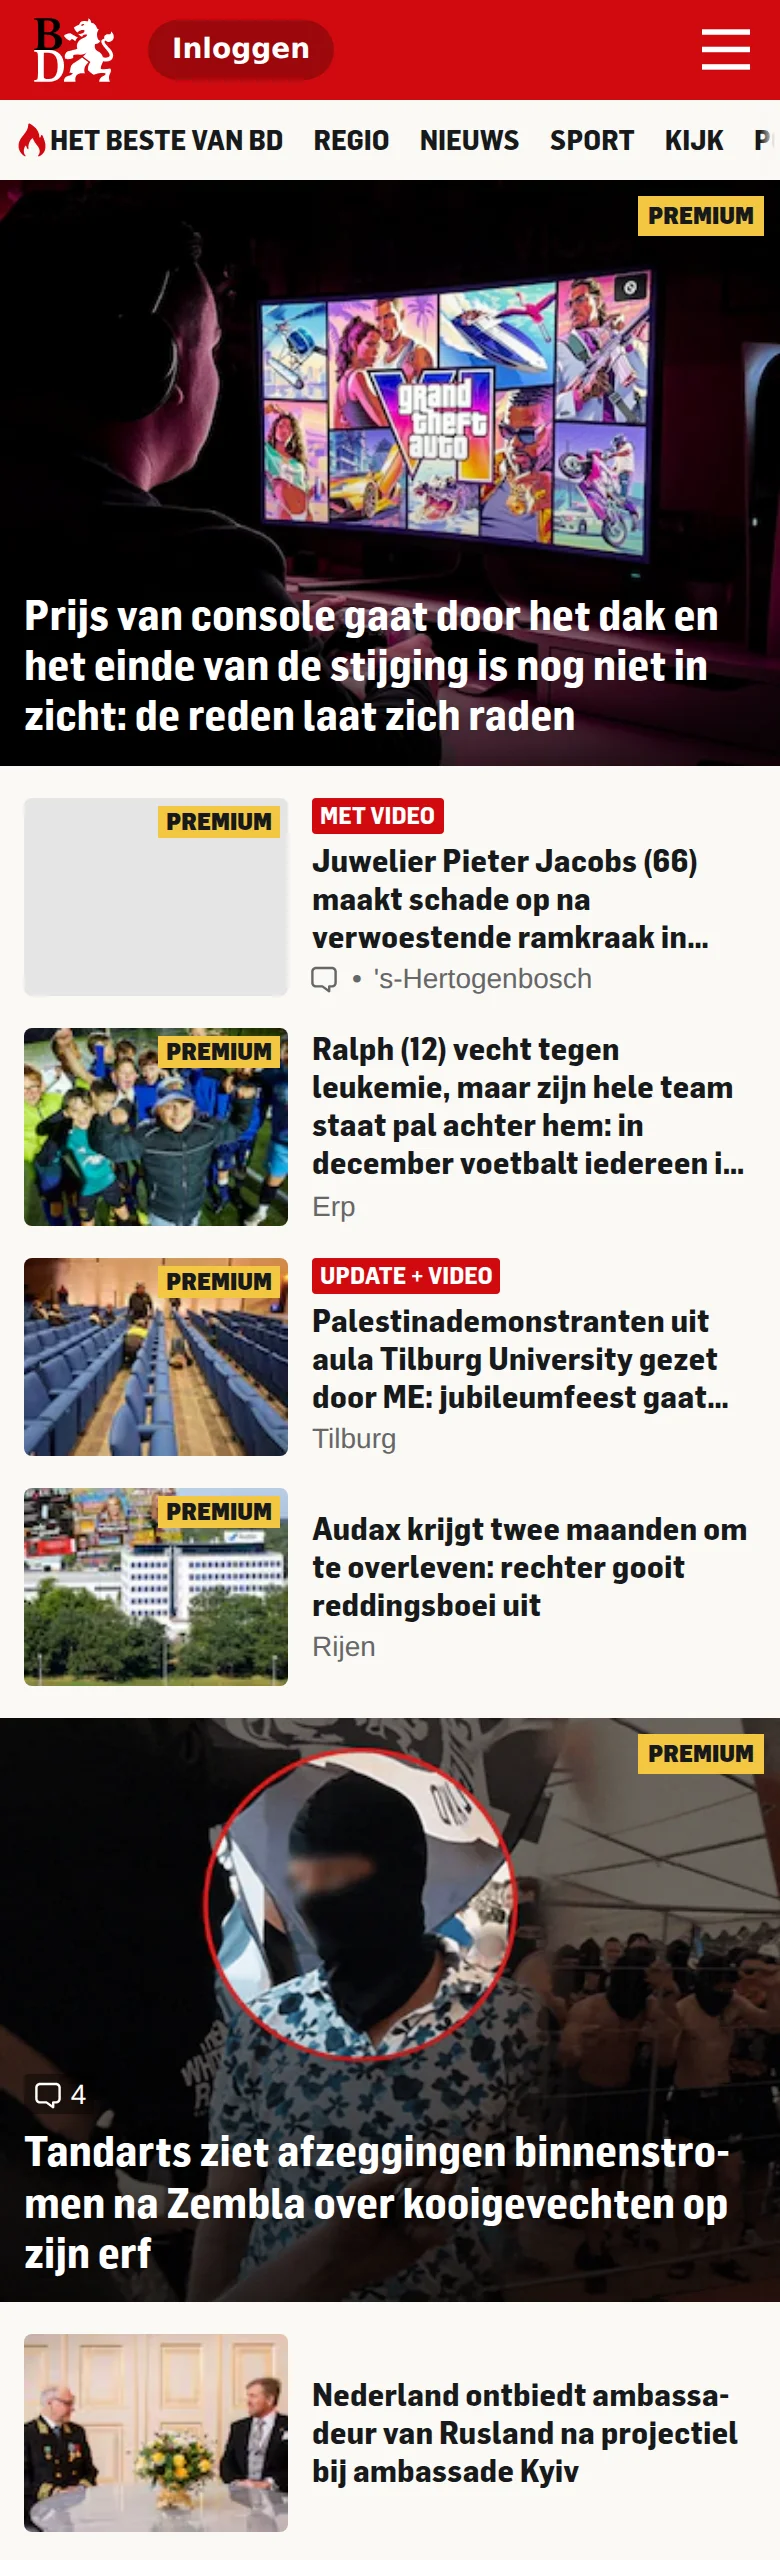 BD
Inloggen
HET BESTE VAN BD REGIO NIEUWS SPORT KIJK
PREMIUM
grand
theft
auto
VI
Prijs van console gaat door het dak en
het einde van de stijging is nog niet in
zicht: de reden laat zich raden
PREMIUM
MET VIDEO
Juwelier Pieter Jacobs (66)
maakt schade op na
verwoestende ramkraak in...
• 's-Hertogenbosch
PREMIUM
Ralph (12) vecht tegen
leukemie, maar zijn hele team
staat pal achter hem: in
december voetbalt iedereen i...
Erp
PREMIUM
UPDATE + VIDEO
Palestinademonstranten uit
aula Tilburg University gezet
door ME: jubileumfeest gaat...
Tilburg
PREMIUM
Audax krijgt twee maanden om
te overleven: rechter gooit
reddingsboei uit
Rijen
PREMIUM
4
Tandarts ziet afzeggingen binnenstro-
men na Zembla over kooigevechten op
zijn erf
Nederland ontbiedt ambassa-
deur van Rusland na projectiel
bij ambassade Kyiv